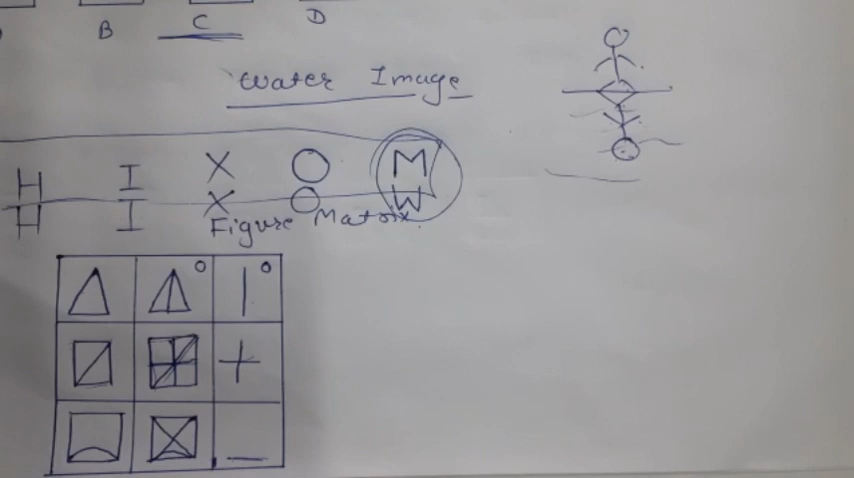 B C D
Water Image
H I X O M
H I X O W
Figure Matrix